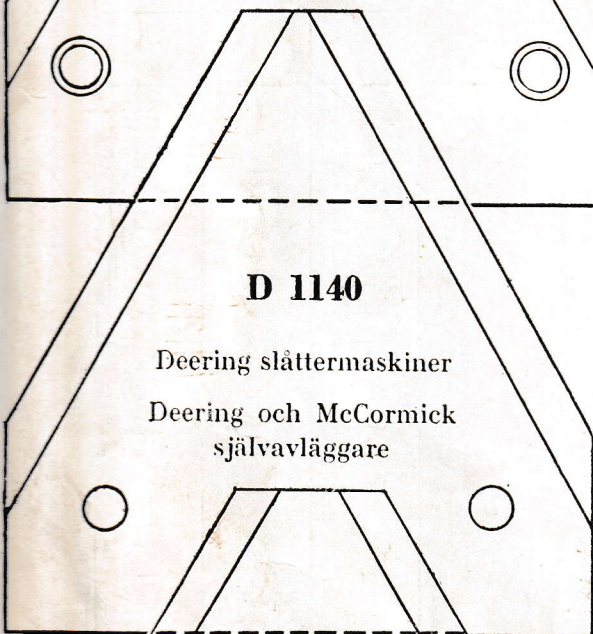 D 1140
Deering slåttermaskiner
Deering och McCormick
självavläggare